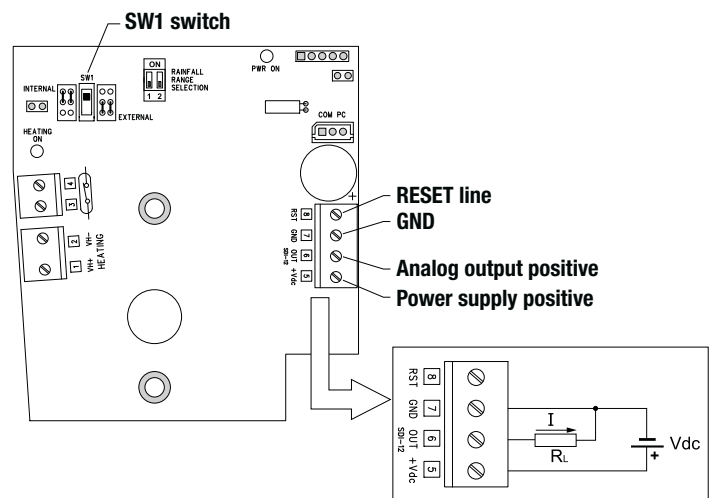 SW1 switch
ON
PWR ON
SW1
RAINFALL
RANGE
SELECTION
INTERNAL
1 2
EXTERNAL
COM PC
HEATING
ON
4
3
+
RESET line
RST 8
GND
GND 7
2 VH-
HEATING
1 VH+
OUT 6
SDI-12
Analog output positive
+Vdc 5
Power supply positive
RST 8
GND 7
I
OUT 6
SDI-12
RL
Vdc
+
+Vdc 5